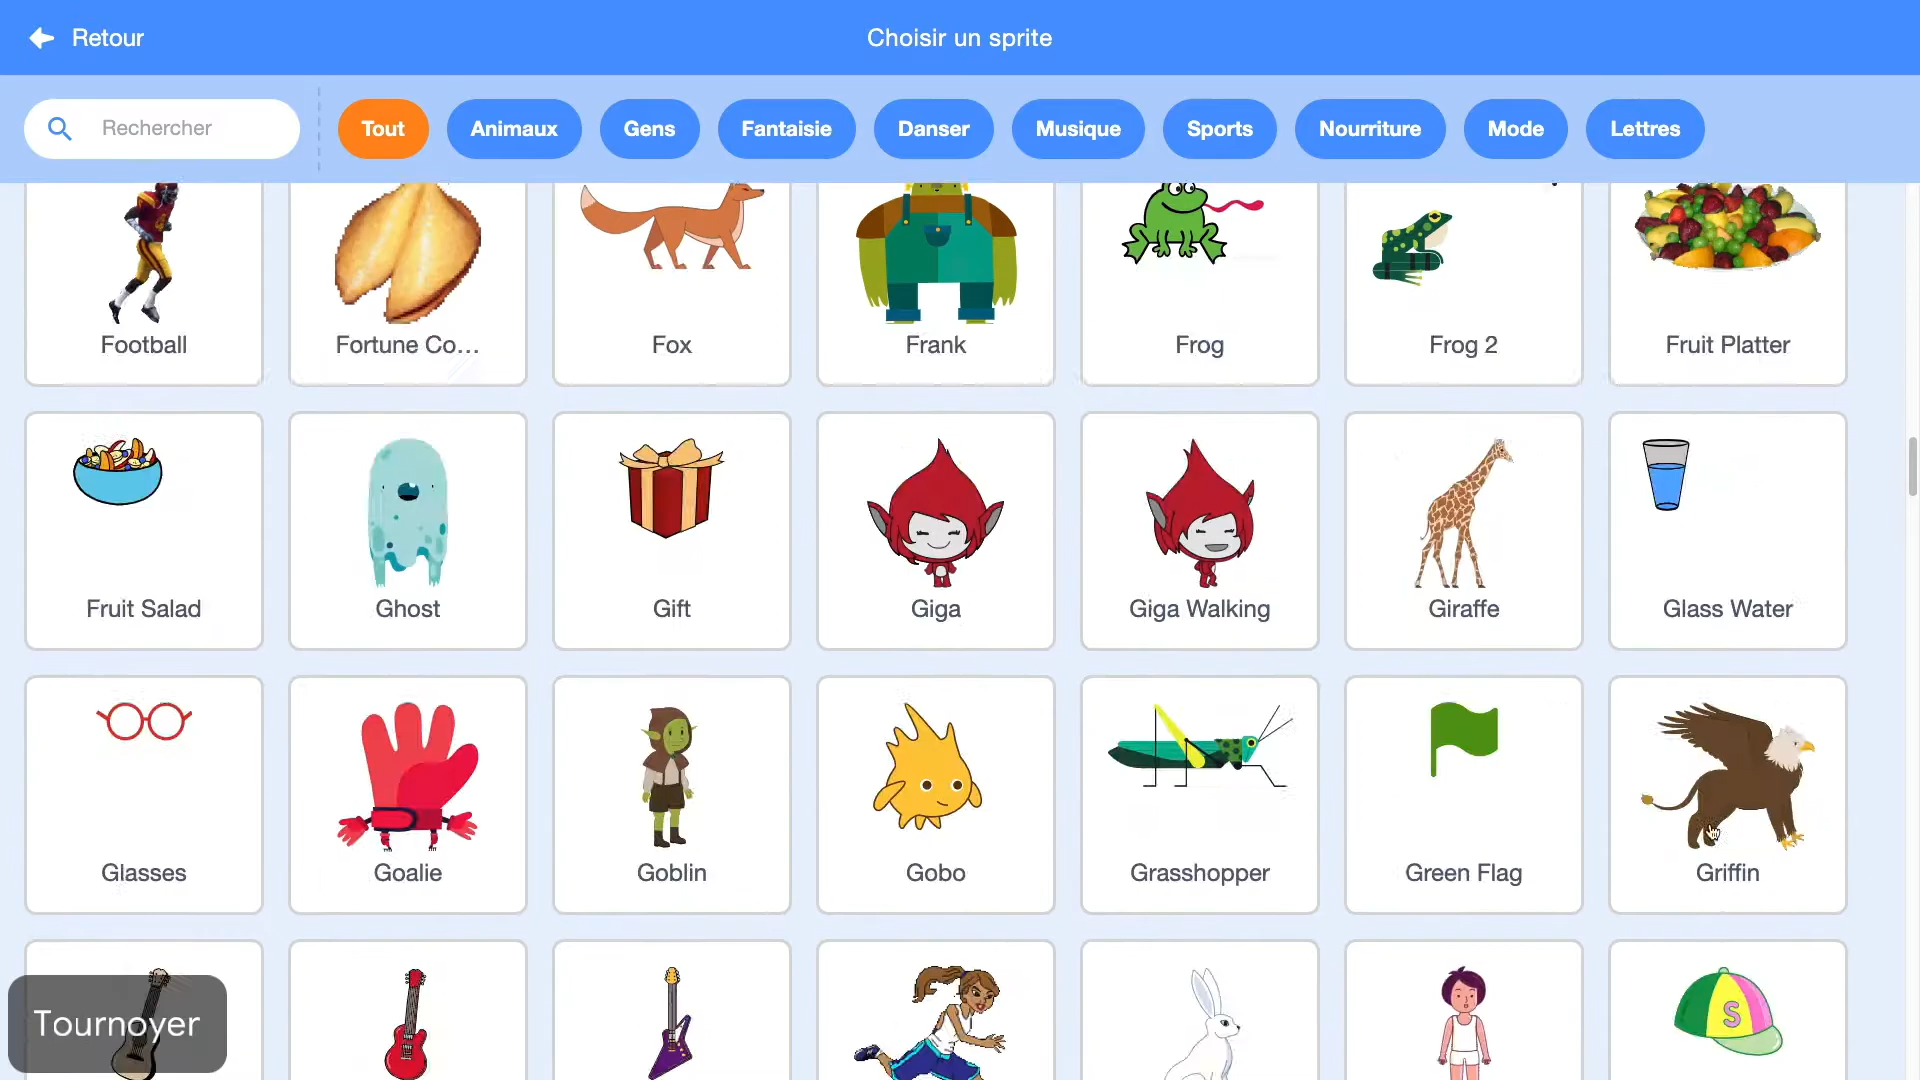 Retour
Choisir un sprite
Rechercher
Tout
Animaux
Gens
Fantaisie
Danser
Musique
Sports
Nourriture
Mode
Lettres
Football
Fortune Co...
Fox
Frank
Frog
Frog 2
Fruit Platter
Fruit Salad
Ghost
Gift
Giga
Giga Walking
Giraffe
Glass Water
Glasses
Goalie
Goblin
Gobo
Grasshopper
Green Flag
Griffin
S
Tournoyer